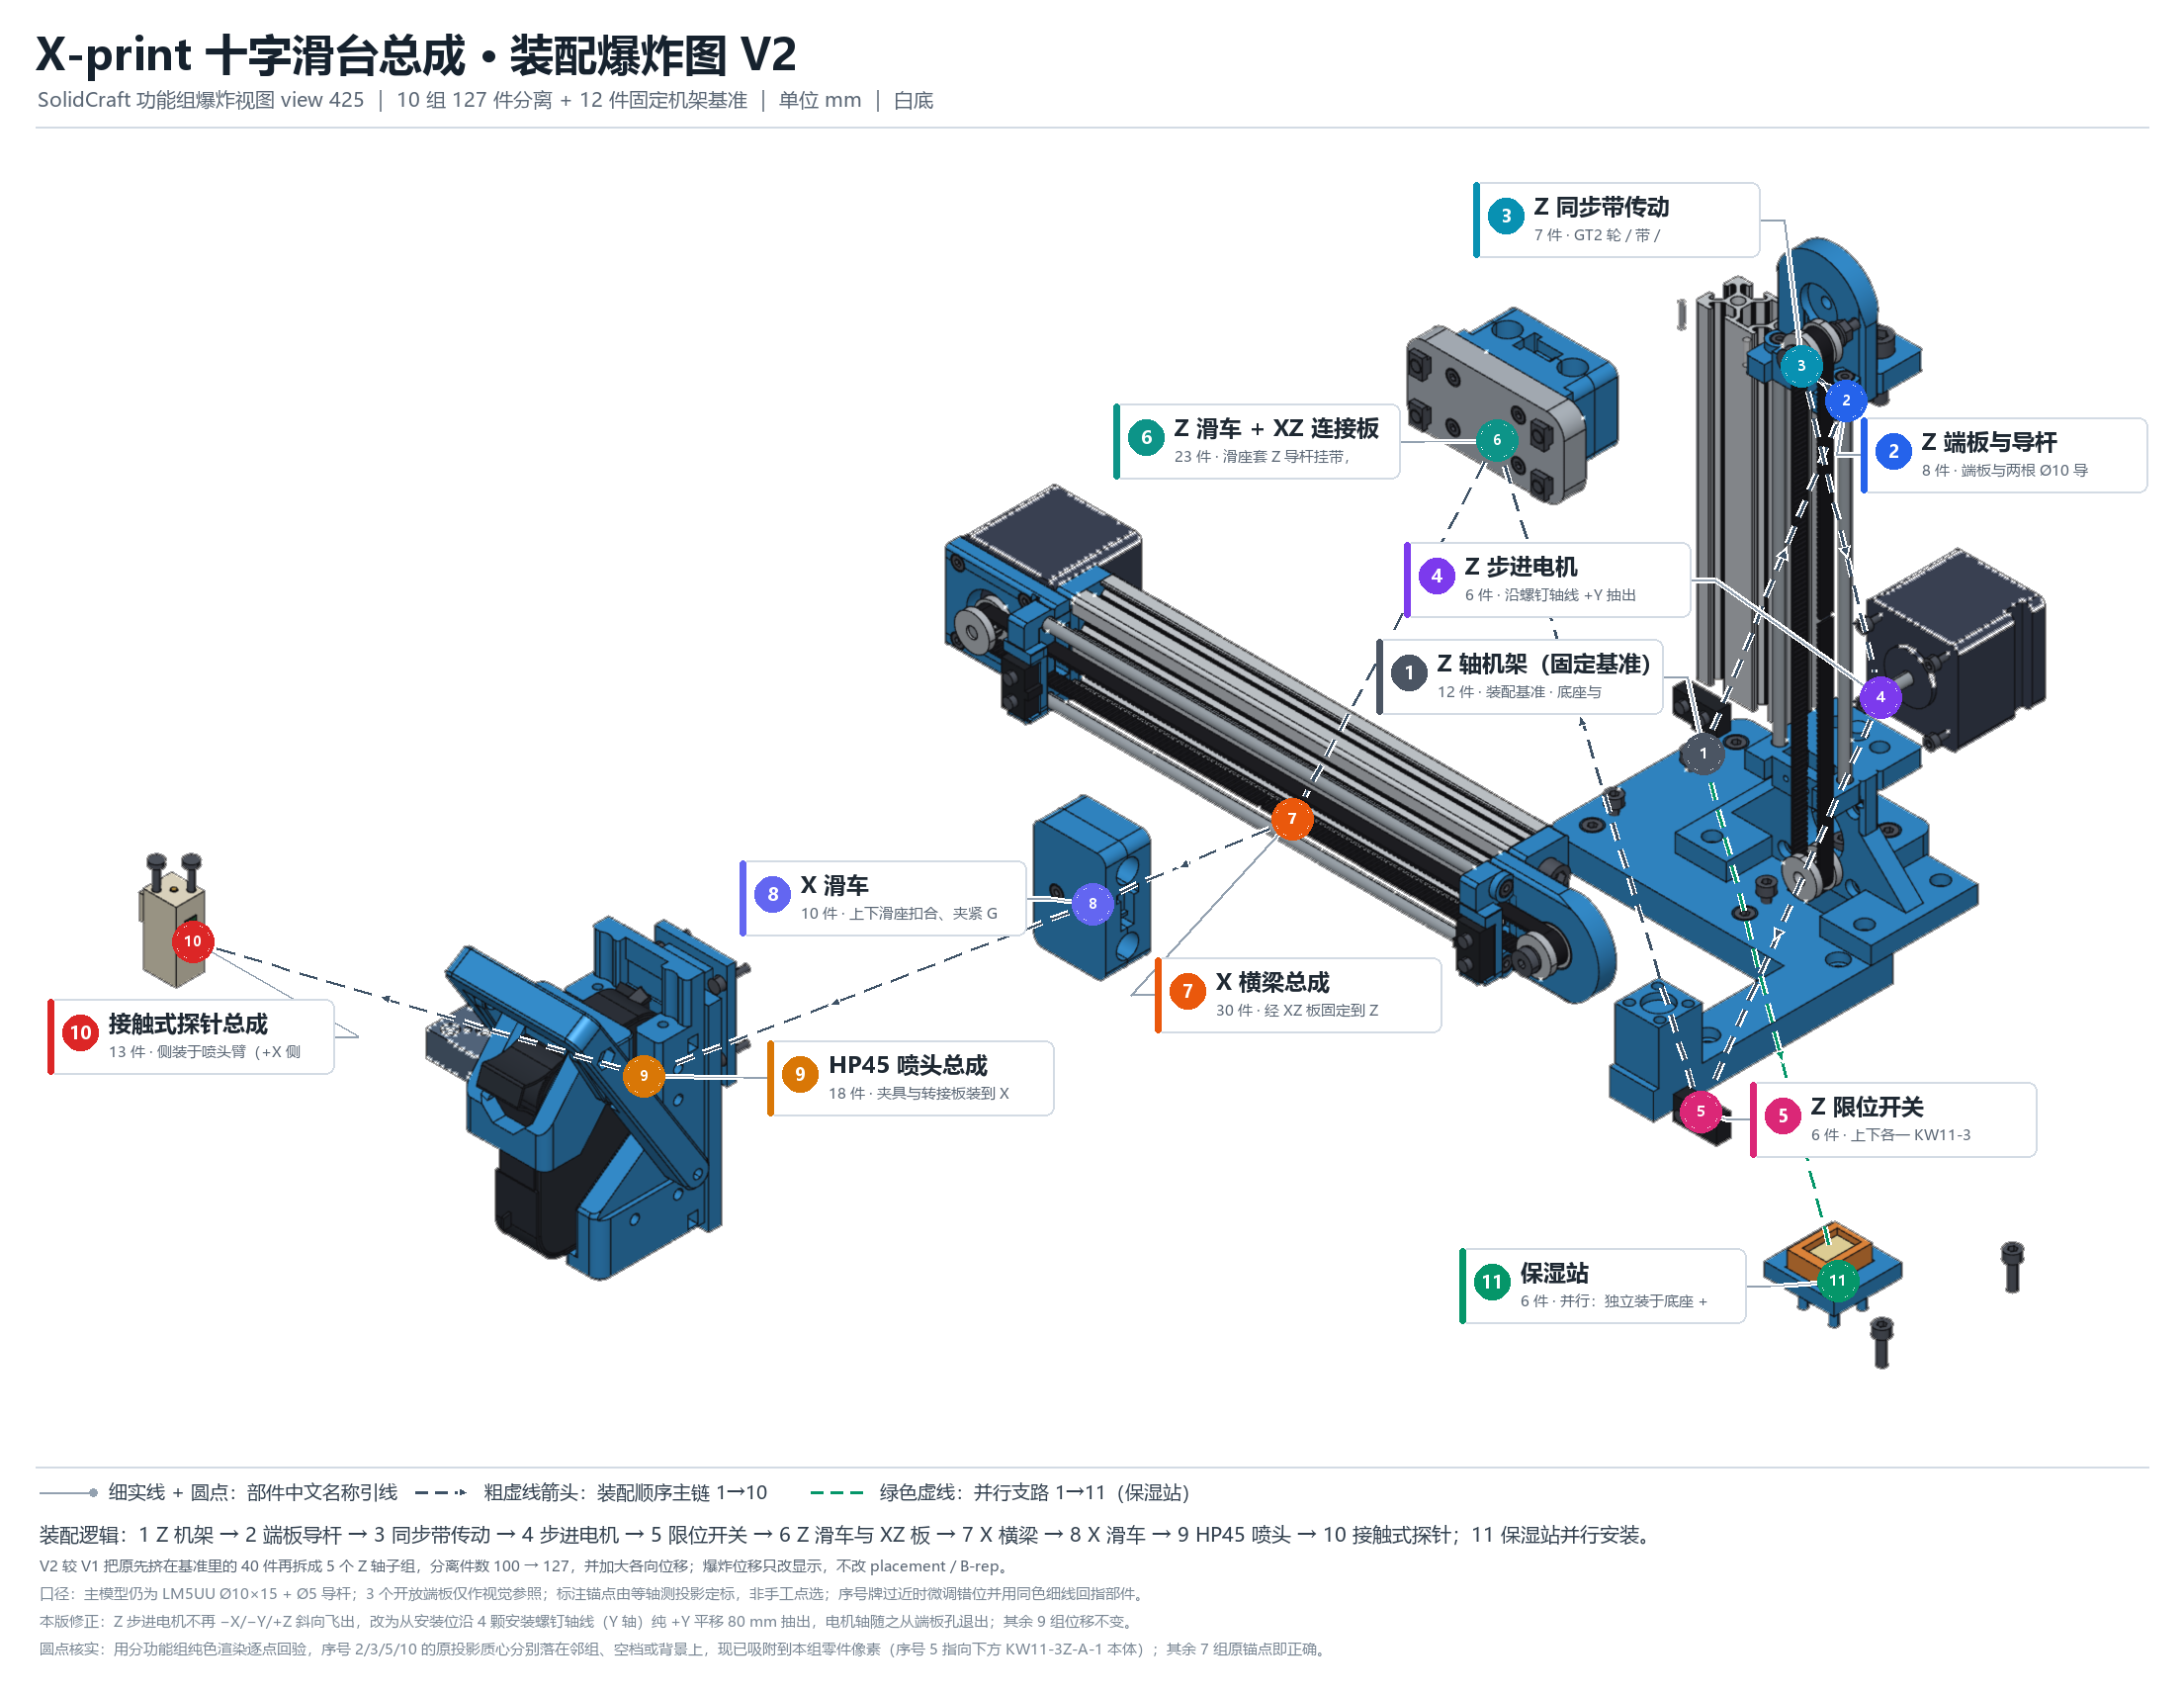 X-print 十字滑台总成 • 装配爆炸图 V2
SolidCraft 功能组爆炸视图 view 425 | 10 组 127 件分离 + 12 件固定机架基准 | 单位 mm | 白底
3 Z 同步带传动
7 件 · GT2 轮 / 带 /
3
2
6 Z 滑车 + XZ 连接板
23 件 · 滑座套 Z 导杆挂带，
6
2 Z 端板与导杆
8 件 · 端板与两根 Ø10 导
4 Z 步进电机
6 件 · 沿螺钉轴线 +Y 抽出
1 Z 轴机架（固定基准）
12 件 · 装配基准 · 底座与
4
1
7
8 X 滑车
10 件 · 上下滑座扣合、夹紧 G
8
10
7 X 横梁总成
30 件 · 经 XZ 板固定到 Z
10 接触式探针总成
13 件 · 侧装于喷头臂（+X 侧
9
9 HP45 喷头总成
18 件 · 夹具与转接板装到 X
5
5 Z 限位开关
6 件 · 上下各一 KW11-3
11 保湿站
6 件 · 并行：独立装于底座 +
11
细实线 + 圆点：部件中文名称引线
粗虚线箭头：装配顺序主链 1→10
绿色虚线：并行支路 1→11（保湿站）
装配逻辑：1 Z 机架 → 2 端板导杆 → 3 同步带传动 → 4 步进电机 → 5 限位开关 → 6 Z 滑车与 XZ 板 → 7 X 横梁 → 8 X 滑车 → 9 HP45 喷头 → 10 接触式探针；11 保湿站并行安装。
V2 较 V1 把原先挤在基准里的 40 件再拆成 5 个 Z 轴子组，分离件数 100 → 127，并加大各向位移；爆炸位移只改显示，不改 placement / B-rep。
口径：主模型仍为 LM5UU Ø10×15 + Ø5 导杆；3 个开放端板仅作视觉参照；标注锚点由等轴测投影定标，非手工点选；序号牌过近时微调错位并用同色细线回指部件。
本版修正：Z 步进电机不再 −X/−Y/+Z 斜向飞出，改为从安装位沿 4 颗安装螺钉轴线（Y 轴）纯 +Y 平移 80 mm 抽出，电机轴随之从端板孔退出；其余 9 组位移不变。
圆点核实：用分功能组纯色渲染逐点回验，序号 2/3/5/10 的原投影质心分别落在邻组、空档或背景上，现已吸附到本组零件像素（序号 5 指向下方 KW11-3Z-A-1 本体）；其余 7 组原锚点即正确。